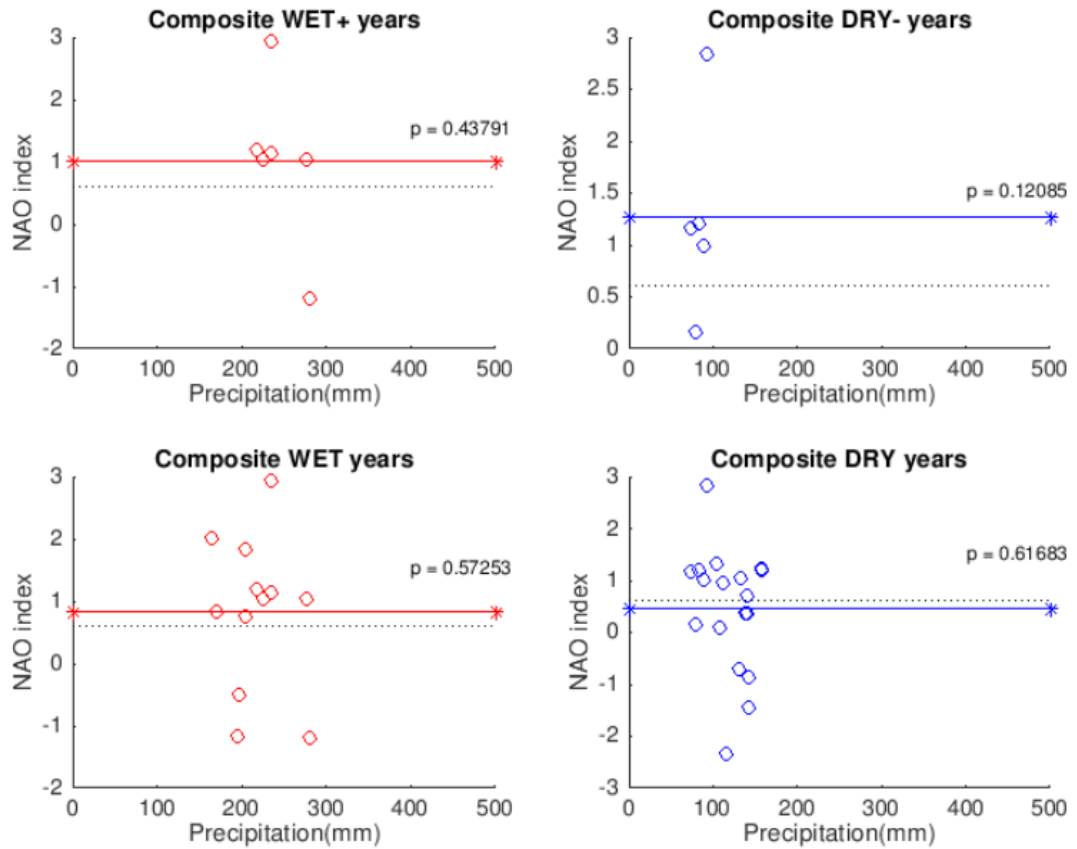 Composite WET+ years
3
2
1
0
-1
-2
NAO index
p = 0.43791
0 100 200 300 400 500
Precipitation(mm)
Composite DRY- years
3
2.5
2
1.5
1
0.5
0
NAO index
p = 0.12085
0 100 200 300 400 500
Precipitation(mm)
Composite WET years
3
2
1
0
-1
-2
NAO index
p = 0.57253
0 100 200 300 400 500
Precipitation(mm)
Composite DRY years
3
2
1
0
-1
-2
-3
NAO index
p = 0.61683
0 100 200 300 400 500
Precipitation(mm)